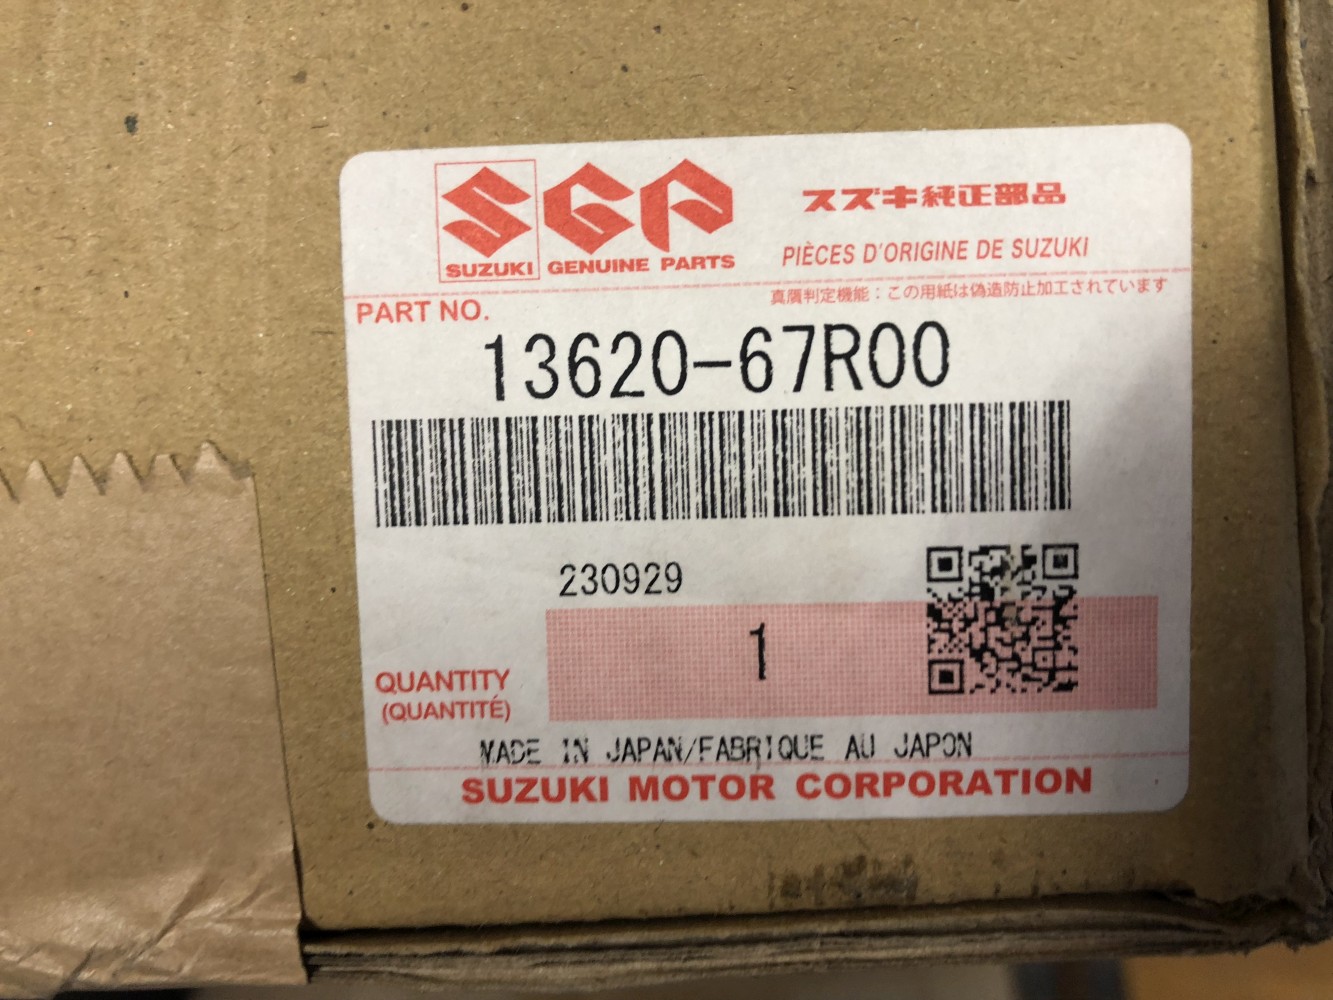 SGP
スズキ純正部品
SUZUKI GENUINE PARTS
PIÈCES D'ORIGINE DE SUZUKI
真贋判定機能：この用紙は偽造防止加工されています
PART NO.
13620-67R00
230929
1
QUANTITY
(QUANTITÉ)
MADE IN JAPAN/FABRIQUE AU JAPON
SUZUKI MOTOR CORPORATION